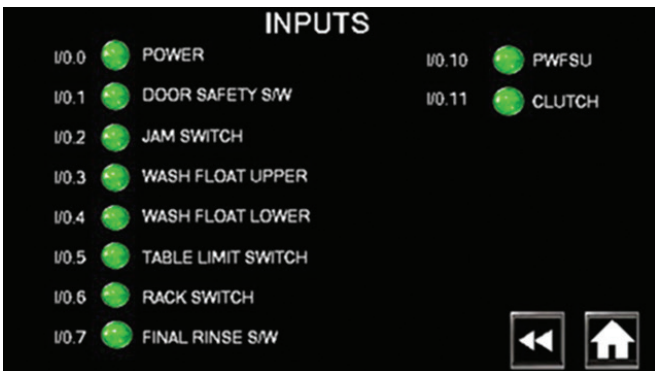 INPUTS
I/0.0 POWER
I/0.1 DOOR SAFETY S/W
I/0.2 JAM SWITCH
I/0.3 WASH FLOAT UPPER
I/0.4 WASH FLOAT LOWER
I/0.5 TABLE LIMIT SWITCH
I/0.6 RACK SWITCH
I/0.7 FINAL RINSE S/W
I/0.10 PWFSU
I/0.11 CLUTCH